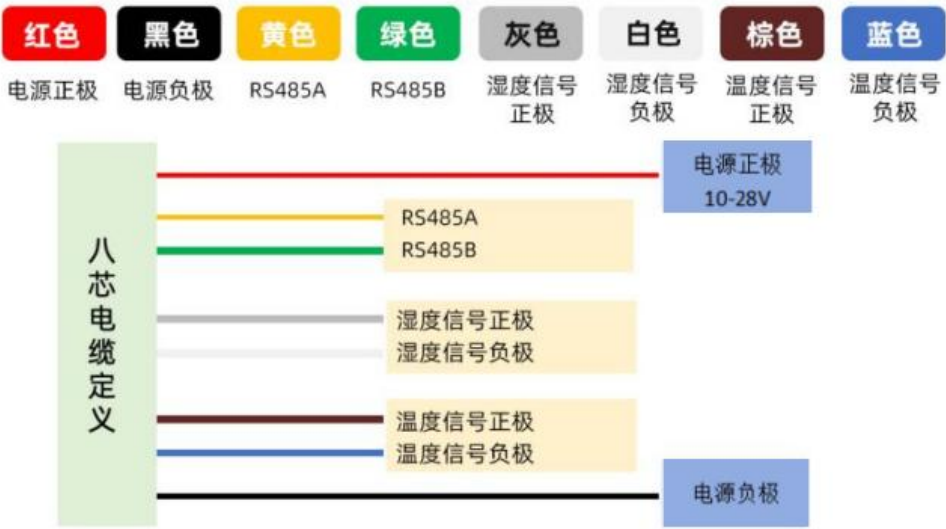 红色 黑色 黄色 绿色 灰色 白色 棕色 蓝色
电源正极 电源负极 RS485A RS485B 湿度信号 湿度信号 温度信号 温度信号
正极 负极 正极 负极
八芯电缆定义
电源正极
10-28V
RS485A
RS485B
湿度信号正极
湿度信号负极
温度信号正极
温度信号负极
电源负极